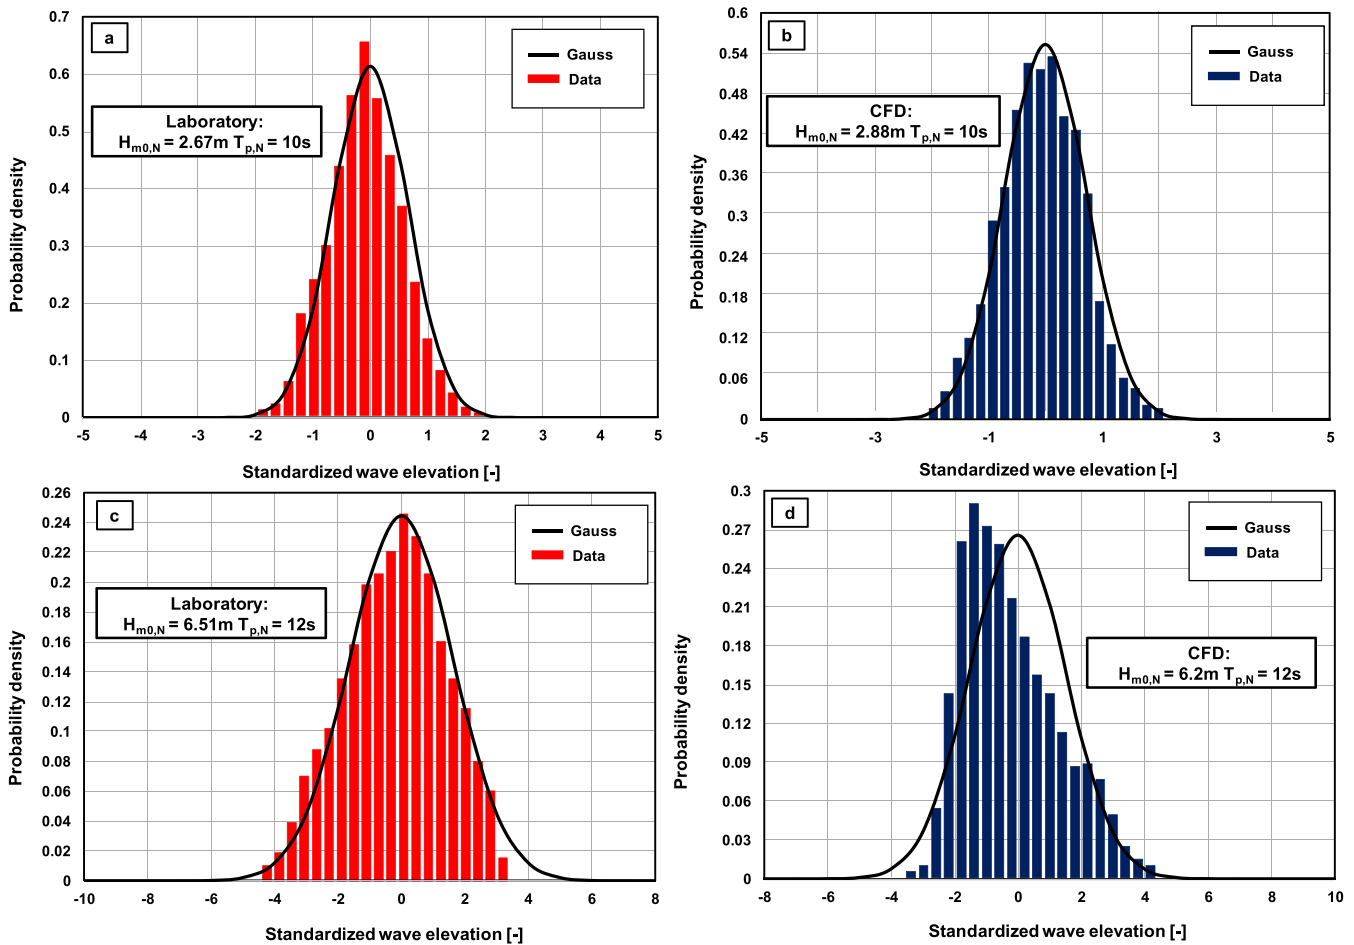 a
Gauss
Data
Laboratory:
Hm0,N = 2.67m Tp,N = 10s
Probability density
0.7
0.6
0.5
0.4
0.3
0.2
0.1
0
-5 -4 -3 -2 -1 0 1 2 3 4 5
Standardized wave elevation [-]
b
Gauss
Data
CFD:
Hm0,N = 2.88m Tp,N = 10s
Probability density
0.6
0.54
0.48
0.42
0.36
0.3
0.24
0.18
0.12
0.06
0
-5 -3 -1 1 3 5
Standardized wave elevation [-]
c
Gauss
Data
Laboratory:
Hm0,N = 6.51m Tp,N = 12s
Probability density
0.26
0.24
0.22
0.2
0.18
0.16
0.14
0.12
0.1
0.08
0.06
0.04
0.02
0
-10 -8 -6 -4 -2 0 2 4 6 8
Standardized wave elevation [-]
d
Gauss
Data
CFD:
Hm0,N = 6.2m Tp,N = 12s
Probability density
0.3
0.27
0.24
0.21
0.18
0.15
0.12
0.09
0.06
0.03
0
-8 -6 -4 -2 0 2 4 6 8 10
Standardized wave elevation [-]